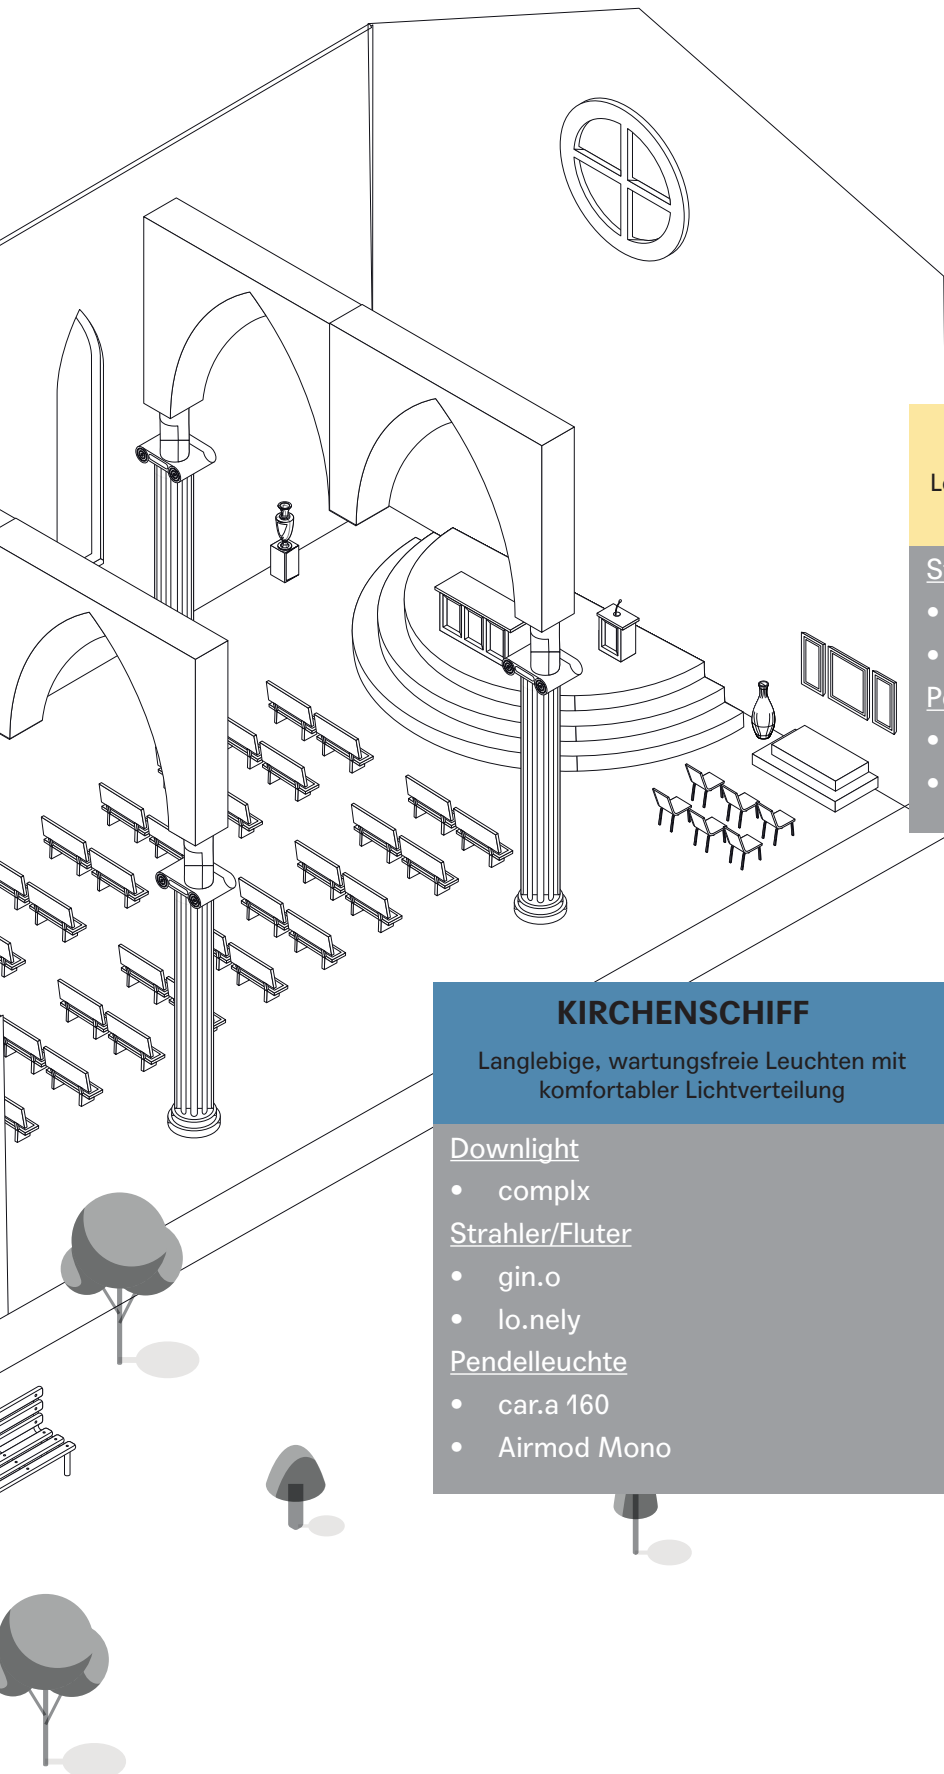 KIRCHENSCHIFF
Langlebige, wartungsfreie Leuchten mit
komfortabler Lichtverteilung
Downlight
• complx
Strahler/Fluter
• gin.o
• lo.nely
Pendelleuchte
• car.a 160
• Airmod Mono